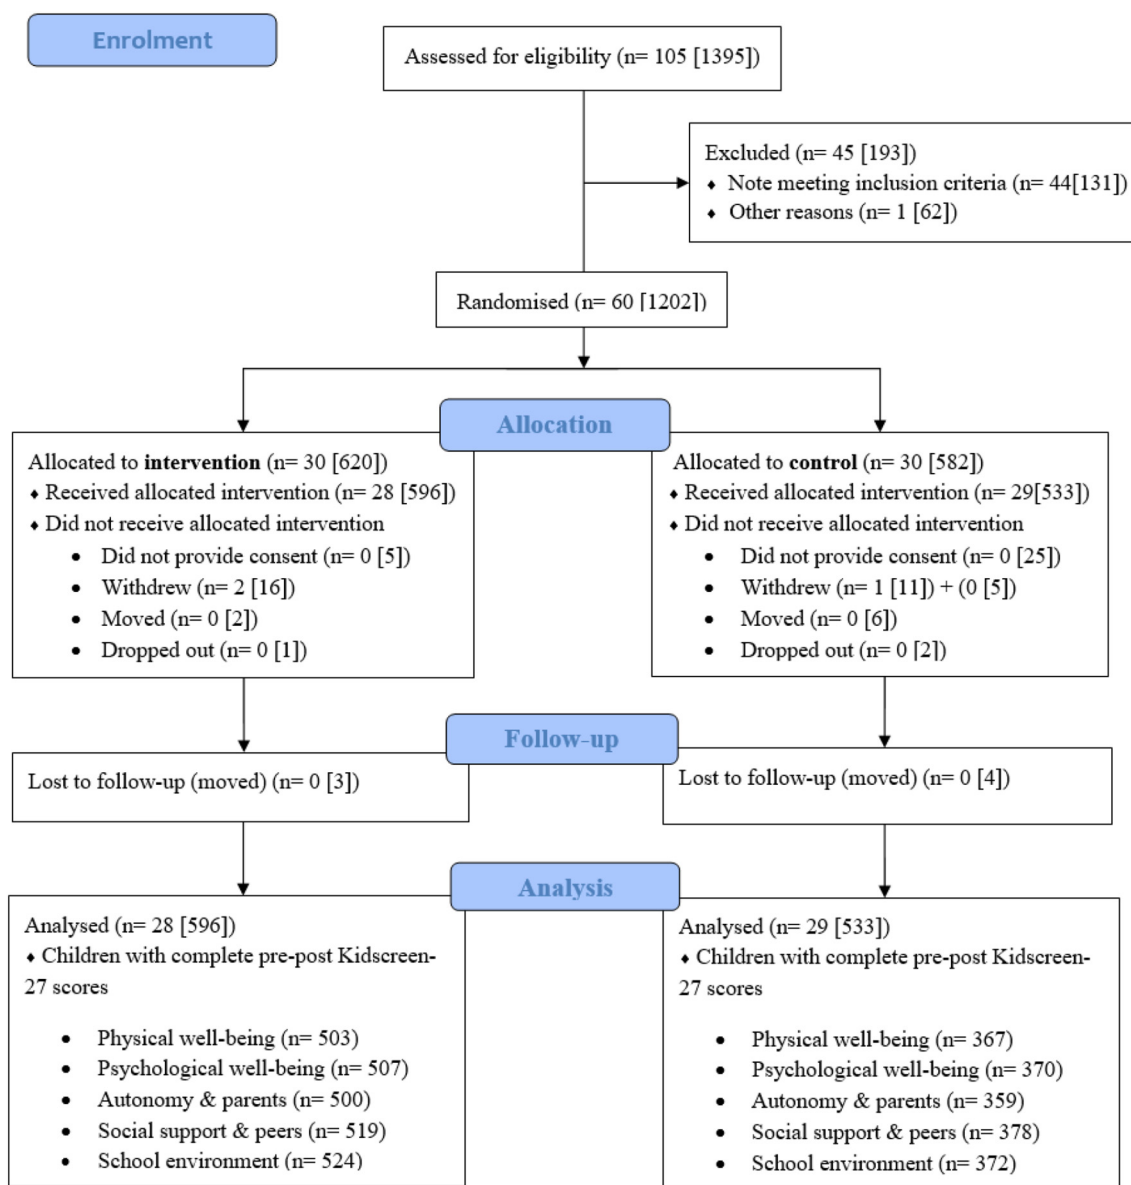 Enrolment
Assessed for eligibility (n= 105 [1395])
Excluded (n= 45 [193])
♦ Note meeting inclusion criteria (n= 44[131])
♦ Other reasons (n= 1 [62])
Randomised (n= 60 [1202])
Allocation
Allocated to intervention (n= 30 [620])
♦ Received allocated intervention (n= 28 [596])
♦ Did not receive allocated intervention
• Did not provide consent (n= 0 [5])
• Withdrew (n= 2 [16])
• Moved (n= 0 [2])
• Dropped out (n= 0 [1])
Allocated to control (n= 30 [582])
♦ Received allocated intervention (n= 29[533])
♦ Did not receive allocated intervention
• Did not provide consent (n= 0 [25])
• Withdrew (n= 1 [11]) + (0 [5])
• Moved (n= 0 [6])
• Dropped out (n= 0 [2])
Follow-up
Lost to follow-up (moved) (n= 0 [3])
Lost to follow-up (moved) (n= 0 [4])
Analysis
Analysed (n= 28 [596])
♦ Children with complete pre-post Kidscreen-
27 scores
• Physical well-being (n= 503)
• Psychological well-being (n= 507)
• Autonomy & parents (n= 500)
• Social support & peers (n= 519)
• School environment (n= 524)
Analysed (n= 29 [533])
♦ Children with complete pre-post Kidscreen-
27 scores
• Physical well-being (n= 367)
• Psychological well-being (n= 370)
• Autonomy & parents (n= 359)
• Social support & peers (n= 378)
• School environment (n= 372)